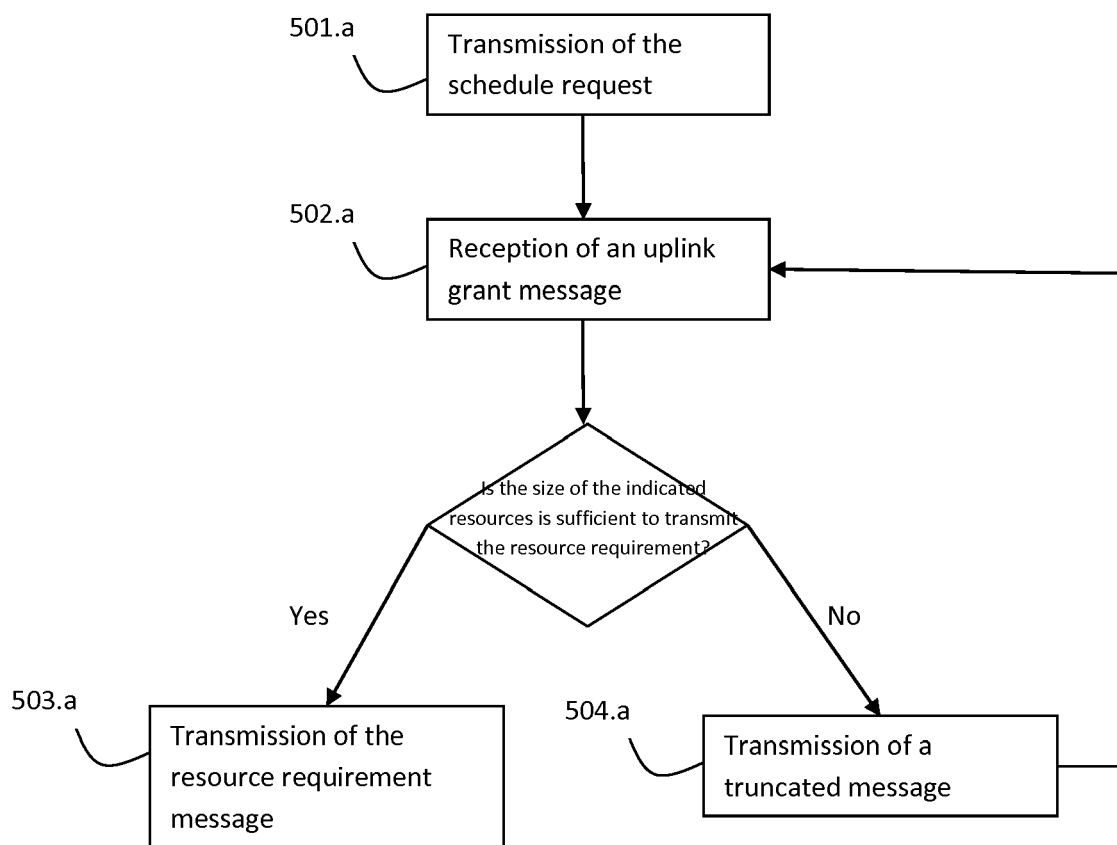 501.a
Transmission of the
schedule request
502.a
Reception of an uplink
grant message
Is the size of the indicated
resources is sufficient to transmit
the resource requirement?
Yes
No
503.a
Transmission of the
resource requirement
message
504.a
Transmission of a
truncated message